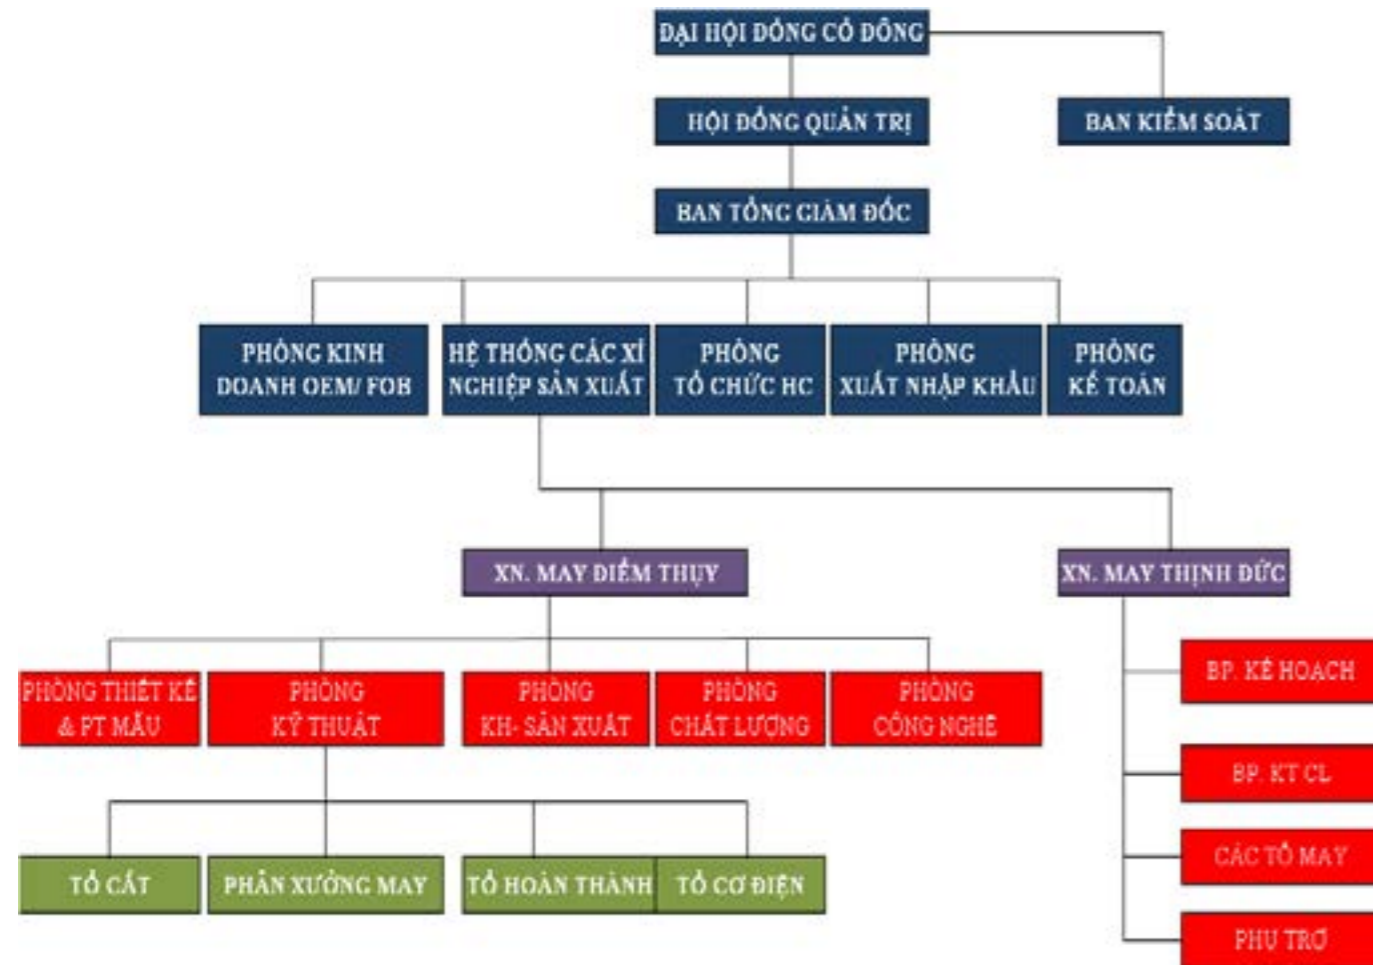 ĐẠI HỘI ĐỒNG CỔ ĐÔNG
HỘI ĐỒNG QUẢN TRỊ
BAN KIỂM SOÁT
BAN TỔNG GIÁM ĐỐC
PHÒNG KINH
DOANH OEM/ FOB
HỆ THỐNG CÁC XÍ
NGHIỆP SẢN XUẤT
PHÒNG
TỔ CHỨC HC
PHÒNG
XUẤT NHẬP KHẨU
PHÒNG
KẾ TOÁN
XN. MAY ĐIỀM THỤY
XN. MAY THỊNH ĐỨC
PHÒNG THIẾT KẾ
& PT MẪU
PHÒNG
KỸ THUẬT
PHÒNG
KH- SẢN XUẤT
PHÒNG
CHẤT LƯỢNG
PHÒNG
CÔNG NGHỆ
BP. KẾ HOẠCH
BP. KT CL
CÁC TỔ MAY
PHỤ TRỢ
TỔ CẮT
PHÂN XƯỞNG MAY
TỔ HOÀN THÀNH
TỔ CƠ ĐIỆN